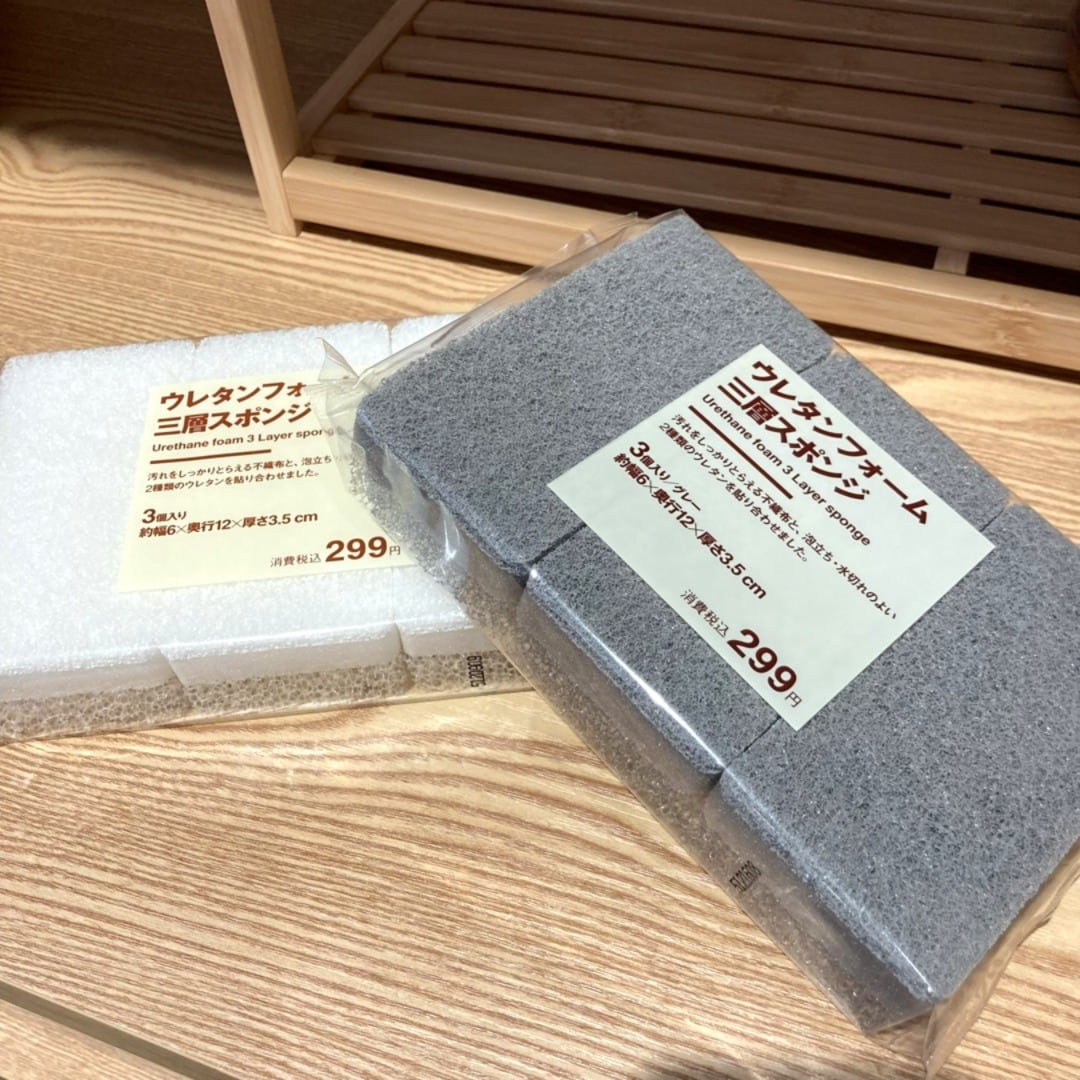 ウレタンフォ
三層スポンジ
Urethane foam 3 Layer spong
汚れをしっかりとらえる不織布と、泡立ち
2種類のウレタンを貼り合わせました。
3個入り
約幅6×奥行12×厚さ3.5 cm
消費税込 299円
ウレタンフォーム
三層スポンジ
Urethane foam 3 Layer sponge
汚れをしっかりとらえる不織布と、泡立ち・水切れのよい
2種類のウレタンを貼り合わせました。
3個入り/グレー
約幅6×奥行12×厚さ3.5 cm
消費税込 299円